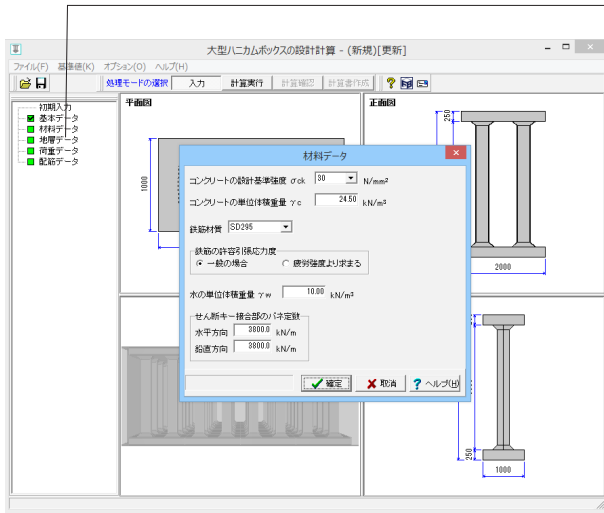 大型ハニカムボックスの設計計算 - (新規)[更新]
ファイル(F) 基準値(K) オプション(O) ヘルプ(H)
処理モードの選択 入力 計算実行 計算確認 計算書作成
初期入力
基本データ
材料データ
地層データ
荷重データ
配筋データ
平面図
1000
正面図
250
2000
250
1000
材料データ
コンクリートの設計基準強度 σck 30 N/mm²
コンクリートの単位体積重量 γc 24.50 kN/m³
鉄筋材質 SD295
鉄筋の許容引張応力度
一般の場合 疲労強度より求まる
水の単位体積重量 γw 10.00 kN/m³
せん断キー接合部のバネ定数
水平方向 3800.0 kN/m
鉛直方向 3800.0 kN/m
確定 取消 ヘルプ(H)